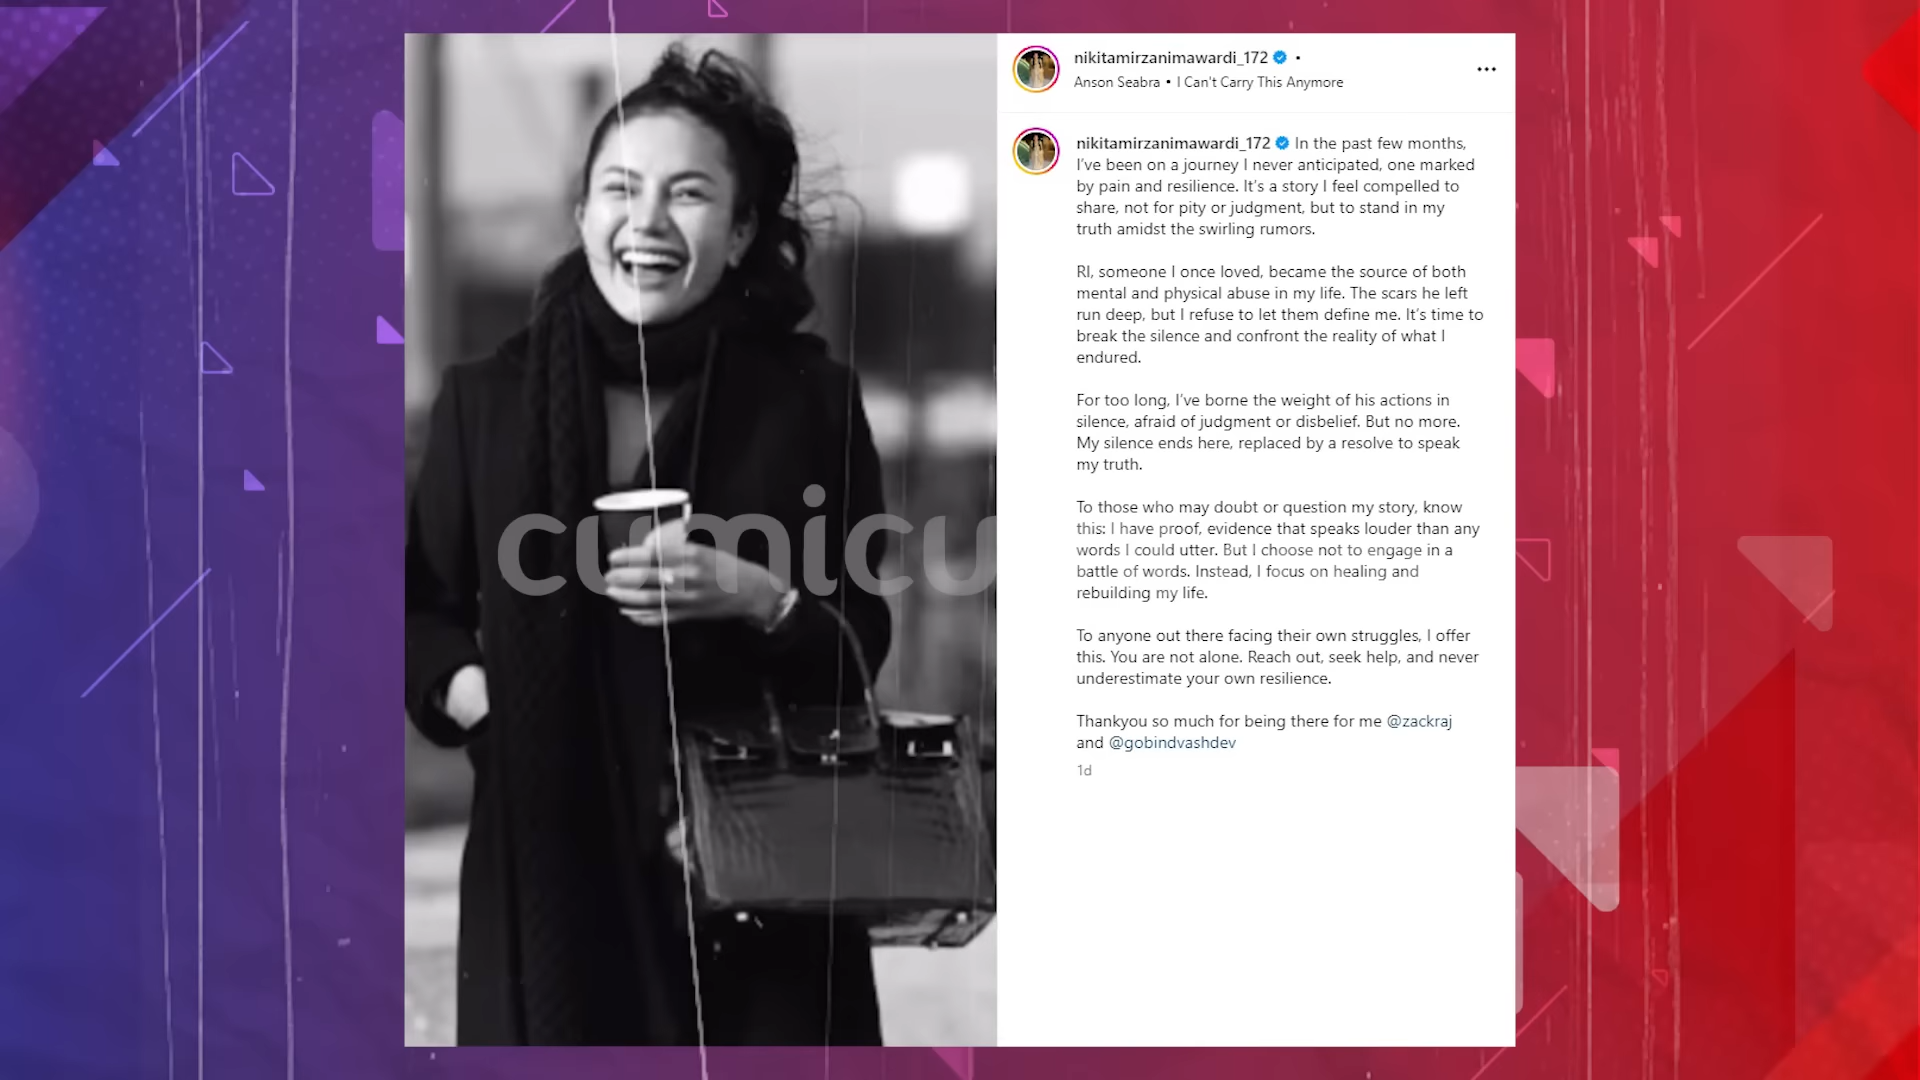 nikitamirzanimawardi_172 •
Anson Seabra • I Can't Carry This Anymore
nikitamirzanimawardi_172 In the past few months,
I've been on a journey I never anticipated, one marked
by pain and resilience. It's a story I feel compelled to
share, not for pity or judgment, but to stand in my
truth amidst the swirling rumors.
RI, someone I once loved, became the source of both
mental and physical abuse in my life. The scars he left
run deep, but I refuse to let them define me. It's time to
break the silence and confront the reality of what I
endured.
For too long, I've borne the weight of his actions in
silence, afraid of judgment or disbelief. But no more.
My silence ends here, replaced by a resolve to speak
my truth.
To those who may doubt or question my story, know
this: I have proof, evidence that speaks louder than any
words I could utter. But I choose not to engage in a
battle of words. Instead, I focus on healing and
rebuilding my life.
To anyone out there facing their own struggles, I offer
this. You are not alone. Reach out, seek help, and never
underestimate your own resilience.
Thankyou so much for being there for me @zackraj
and @gobindvashdev
1d
cumicu